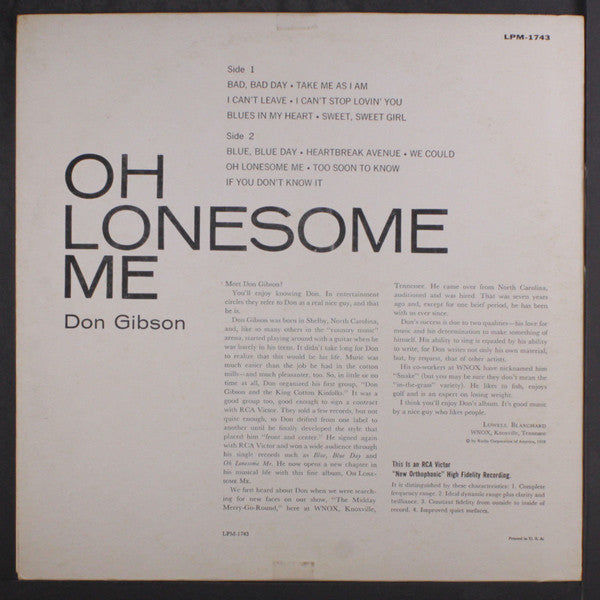 LPM-1743
Side 1
BAD, BAD DAY • TAKE ME AS I AM
I CAN'T LEAVE • I CAN'T STOP LOVIN' YOU
BLUES IN MY HEART • SWEET, SWEET GIRL
Side 2
BLUE, BLUE DAY • HEARTBREAK AVENUE • WE COULD
OH LONESOME ME • TOO SOON TO KNOW
IF YOU DON'T KNOW IT
OH
LONESOME
ME
Don Gibson
Meet Don Gibson!
You'll enjoy knowing Don. In entertainment
circles they refer to Don as a real nice guy, and that
he is.
Don Gibson was born in Shelby, North Carolina,
and, like so many others in the "country music"
arena, started playing around with a guitar when he
was barely in his teens. It didn't take long for Don
to realize that this would be his life. Music was
much easier than the job he had in the cotton
mills—and much pleasanter, too. So, in little or no
time at all, Don organized his first group, "Don
Gibson and the King Cotton Kinfolks." It was a
good group too, good enough to sign a contract
with RCA Victor. They sold a few records, but not
quite enough, so Don drifted from one label to
another until he finally developed the style that
placed him "front and center." He signed again
with RCA Victor and won a wide audience through
his single records such as Blue, Blue Day and
Oh Lonesome Me. He now opens a new chapter in
his musical life with this fine album, Oh Lone-
some Me.
We first heard about Don when we were search-
ing for new faces on our show, "The Midday
Merry-Go-Round," here at WNOX, Knoxville,
Tennessee. He came over from North Carolina,
auditioned and was hired. That was seven years
ago and, except for one brief period, he has been
with us ever since.
Don's success is due to two qualities—his love for
music and his determination to make something of
himself. His ability to sing is equaled by his ability
to write, for Don writes not only his own material,
but, by request, that of other artists.
His co-workers at WNOX have nicknamed him
"Snake" (but you may be sure they don't mean the
"in-the-grass" variety). He likes to fish, enjoys
golf and is an expert on losing weight.
I think you'll enjoy Don's album. It's good music
by a nice guy who likes people.
Lowell Blanchard
WNOX, Knoxville, Tennessee
© by Radio Corporation of America, 1958
This Is an RCA Victor
"New Orthophonic" High Fidelity Recording.
It is distinguished by these characteristics: 1. Complete
frequency range. 2. Ideal dynamic range plus clarity and
brilliance. 3. Constant fidelity from outside to inside of
record. 4. Improved quiet surfaces.
LPM-1743
Printed in U. S. A.